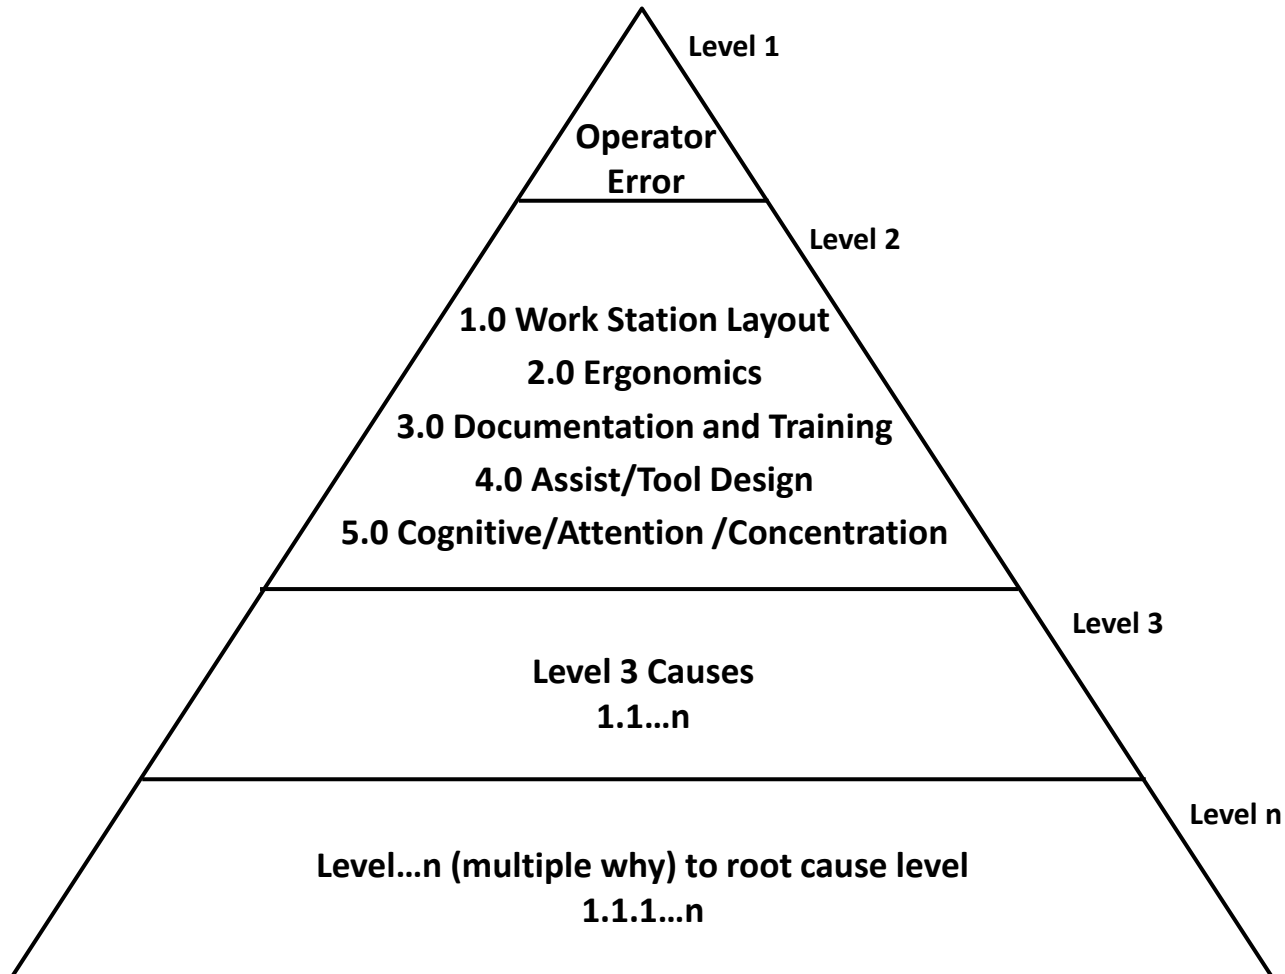 Level 1
Operator
Error
Level 2
1.0 Work Station Layout
2.0 Ergonomics
3.0 Documentation and Training
4.0 Assist/Tool Design
5.0 Cognitive/Attention /Concentration
Level 3
Level 3 Causes
1.1...n
Level n
Level...n (multiple why) to root cause level
1.1.1...n